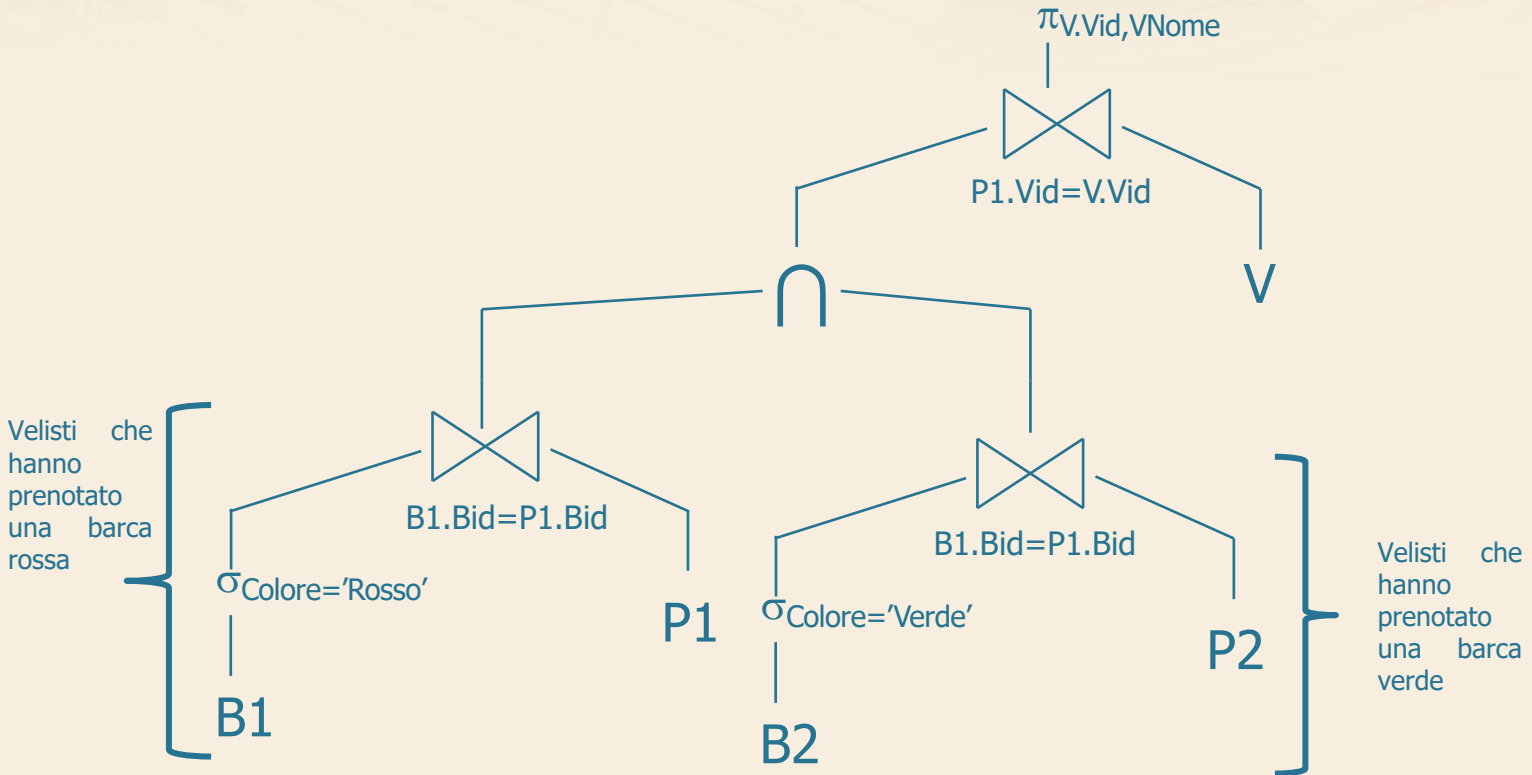 πV.Vid,VNome
P1.Vid=V.Vid
V
∩
Velisti che
hanno
prenotato
una barca
rossa
B1.Bid=P1.Bid
σColore=’Rosso’
P1
B1
B1.Bid=P1.Bid
σColore=’Verde’
P2
B2
Velisti che
hanno
prenotato
una barca
verde